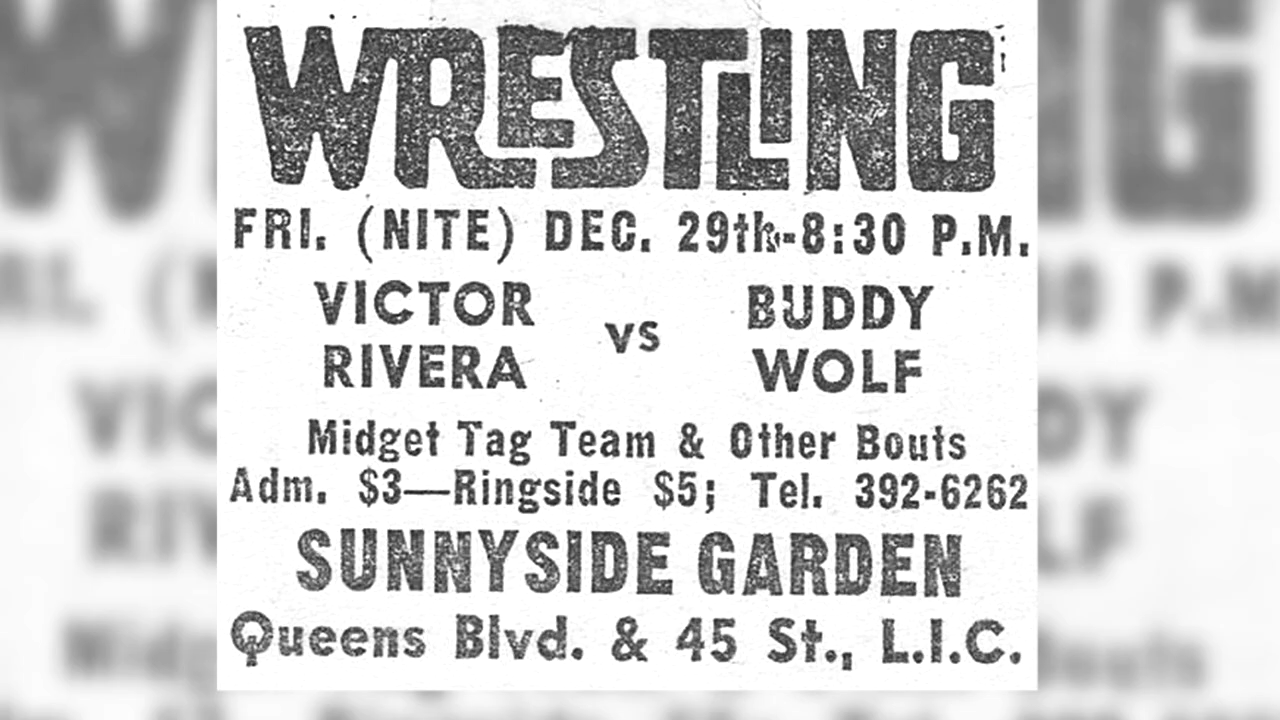 WRESTLING
FRI. (NITE) DEC. 29th-8:30 P.M.
VICTOR RIVERA vs BUDDY WOLF
Midget Tag Team & Other Bouts
Adm. $3—Ringside $5; Tel. 392-6262
SUNNYSIDE GARDEN
Queens Blvd. & 45 St., L.I.C.